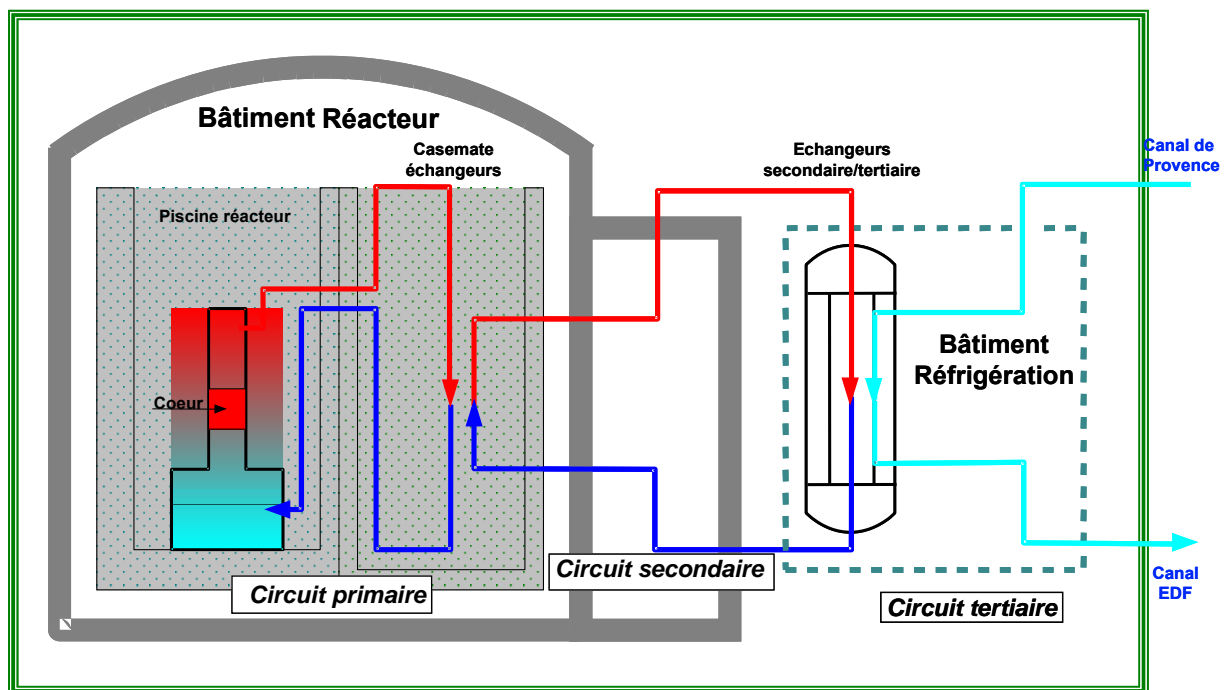 Bâtiment Réacteur
Casemate
échangeurs
Echangeurs
secondaire/tertiaire
Canal de
Provence
Piscine réacteur
Bâtiment
Réfrigération
Coeur
Circuit primaire
Circuit secondaire
Circuit tertiaire
Canal
EDF